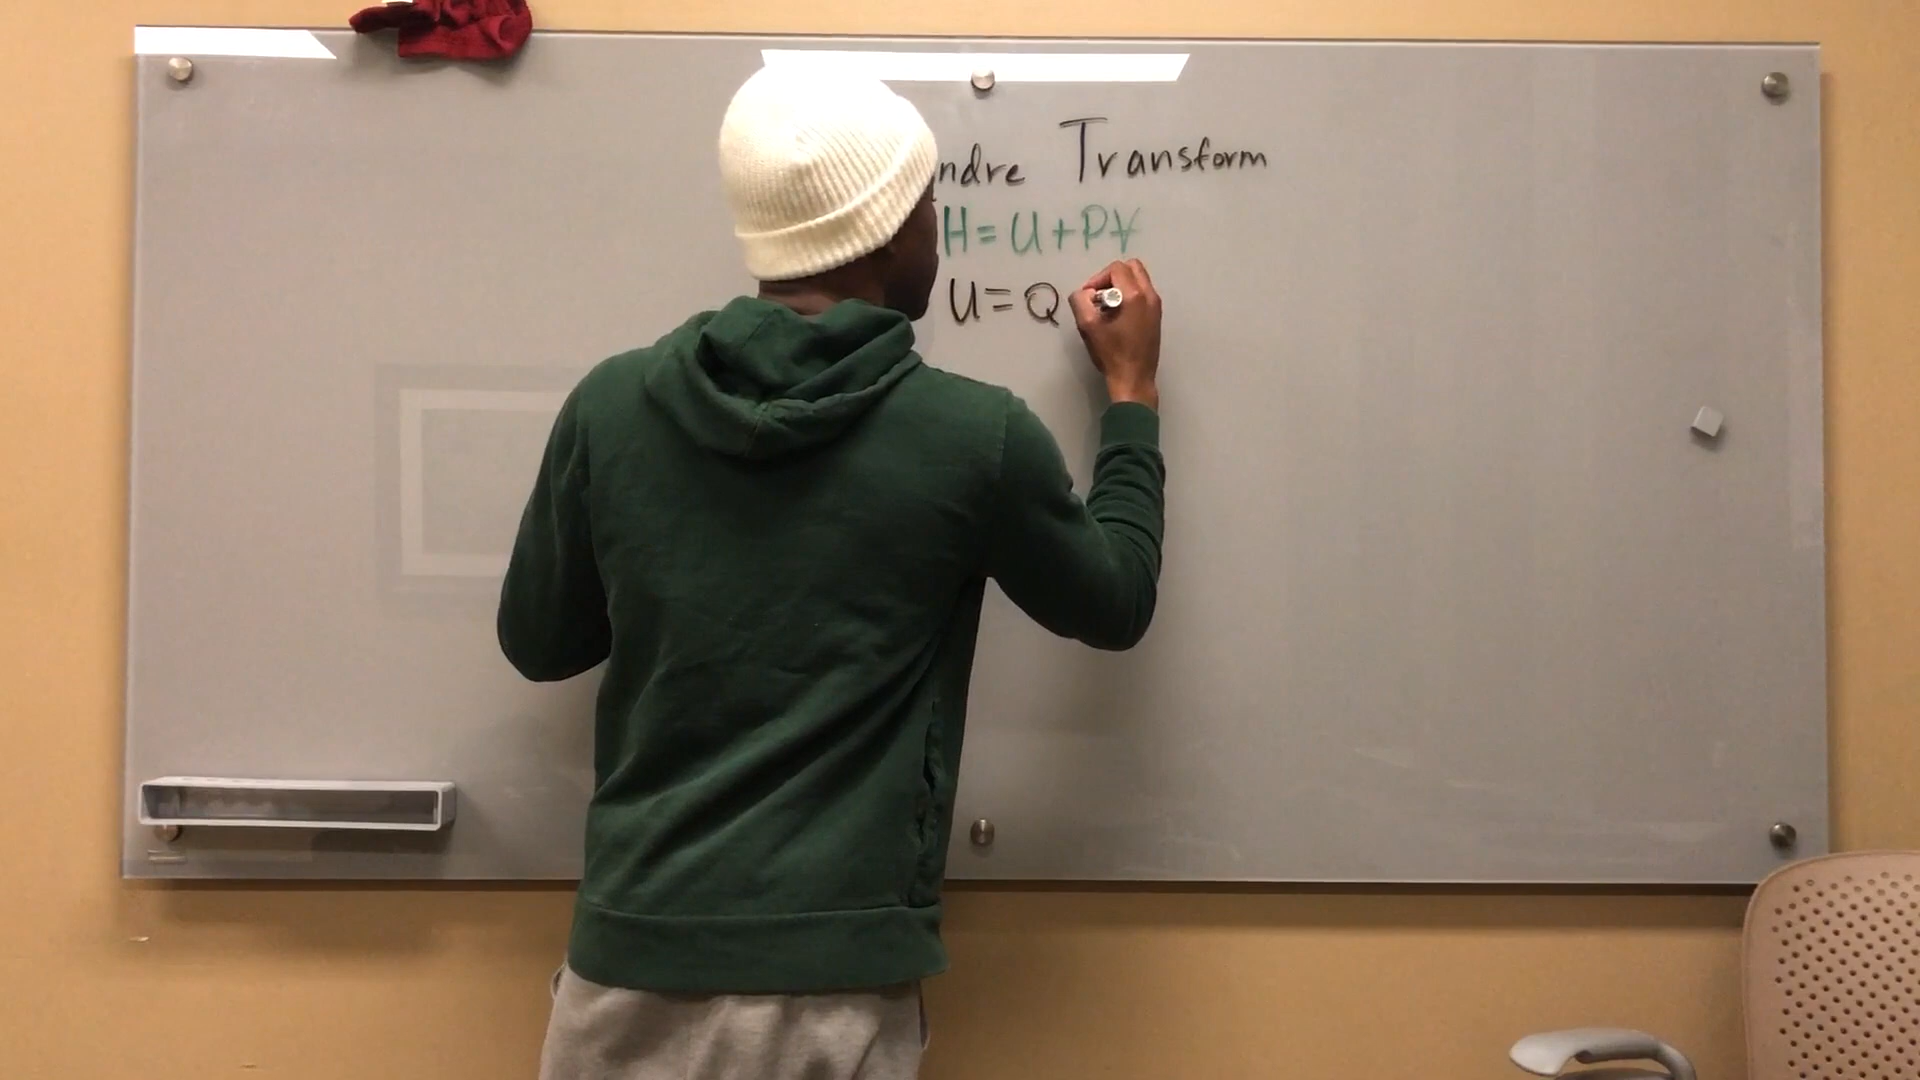 ndre Transform
H = U + PV
U = Q